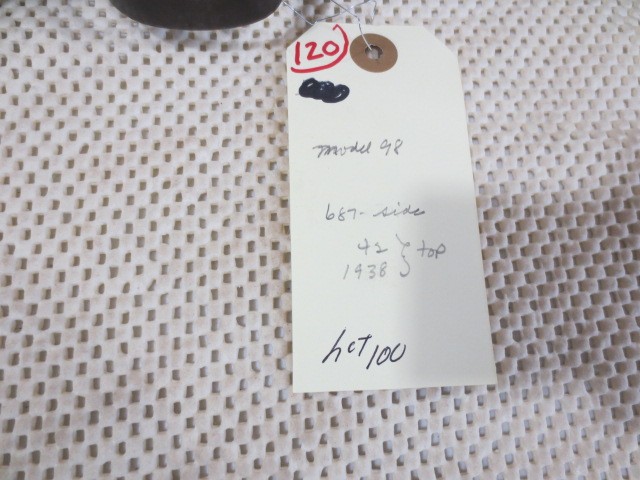 120
Model 98
687- side
42 } top
1938
hct 100